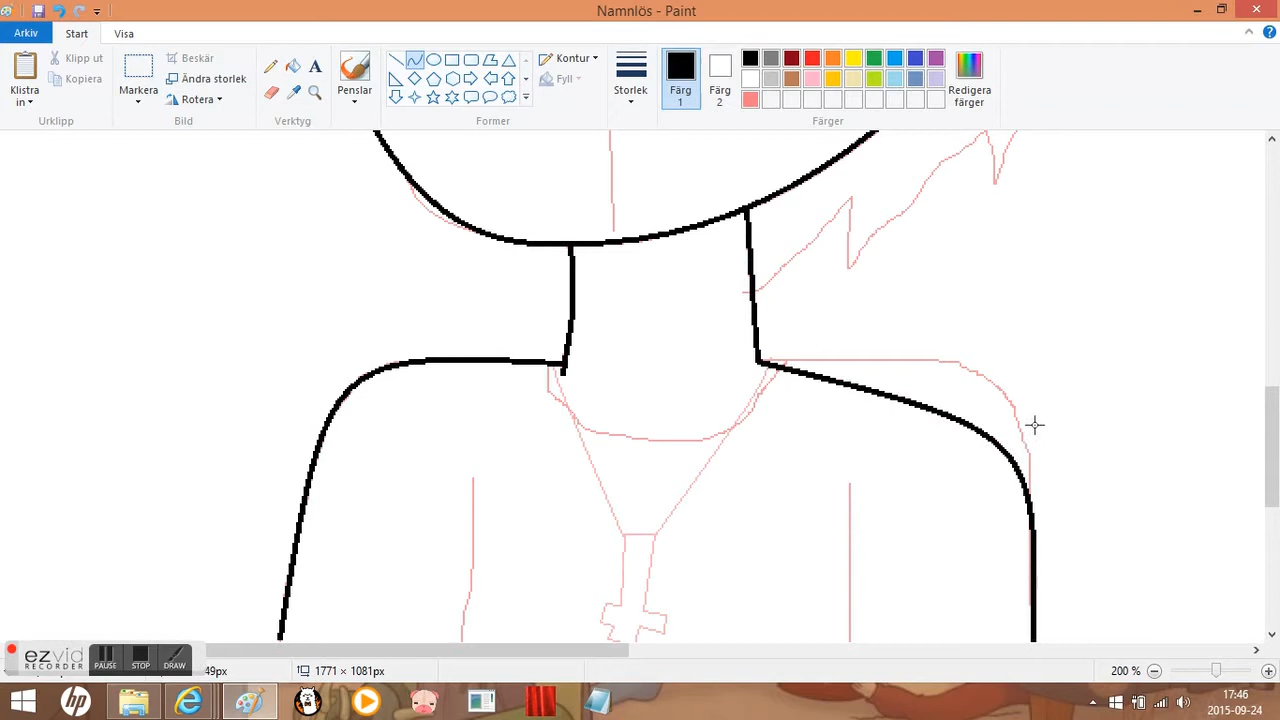 Namnlös - Paint
Arkiv Start Visa
Klistra in
Klipp ut
Kopiera
Markera
Beskär
Ändra storlek
Rotera
Penslar
Kontur
Fyll
Storlek
Färg 1
Färg 2
Redigera färger
Urklipp Bild Verktyg Former Färger
ezvid
RECORDER
PAUSE STOP DRAW
49px 1771 × 1081px 200 %
17:46
2015-09-24